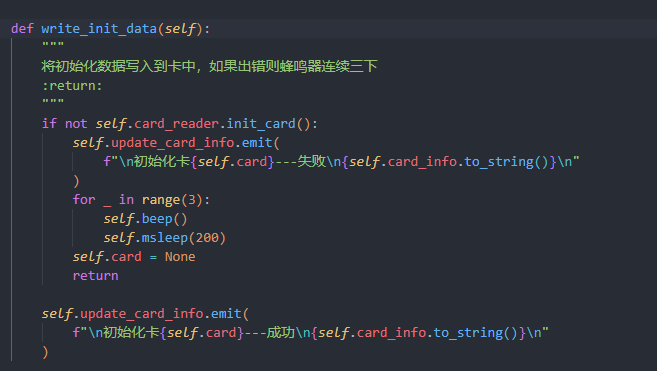 def write_init_data(self):
    """
    将初始化数据写入到卡中，如果出错则蜂鸣器连续三下
    :return:
    """
    if not self.card_reader.init_card():
        self.update_card_info.emit(
            f"\n初始化卡{self.card}---失败\n{self.card_info.to_string()}\n"
        )
        for _ in range(3):
            self.beep()
            self.msleep(200)
        self.card = None
        return
    self.update_card_info.emit(
        f"\n初始化卡{self.card}---成功\n{self.card_info.to_string()}\n"
    )